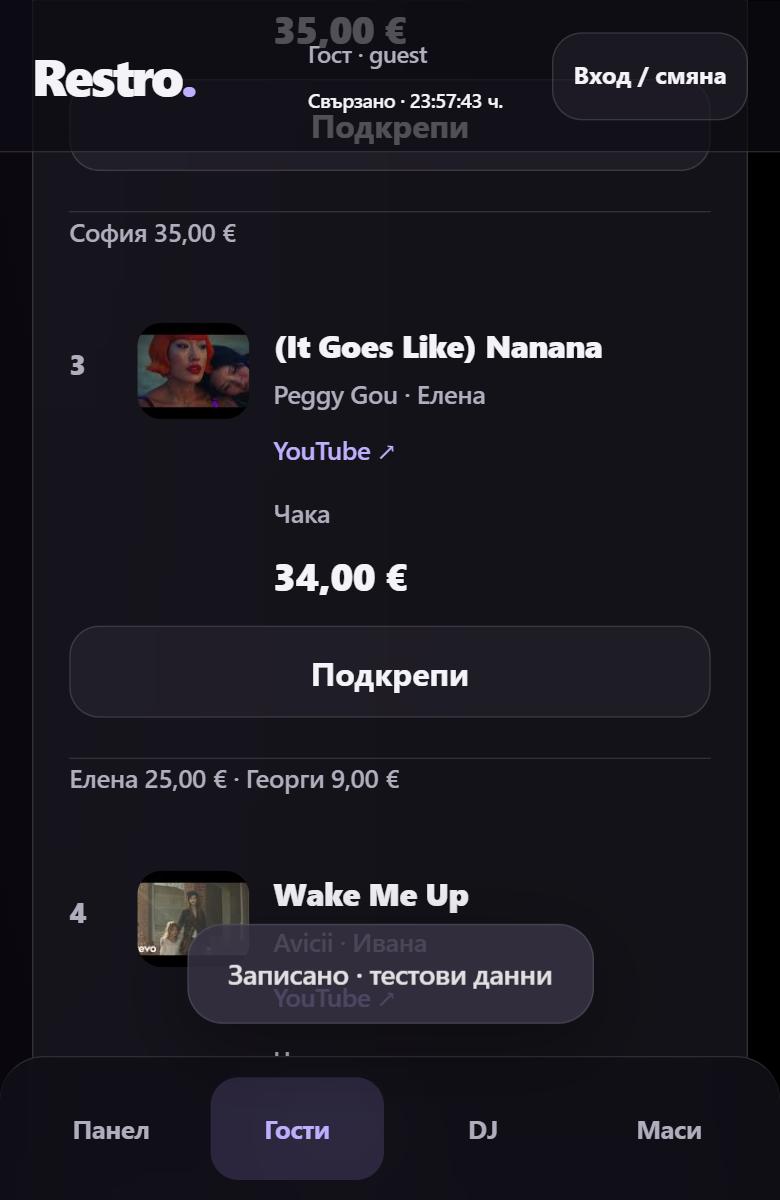 35,00 €
Гост · guest
Restro.
Вход / смяна
Свързано · 23:57:43 ч.
Подкрепи
София 35,00 €
3
(It Goes Like) Nanana
Peggy Gou · Елена
YouTube ↗
Чака
34,00 €
Подкрепи
Елена 25,00 € · Георги 9,00 €
4
Wake Me Up
evo
Avicii · Ивана
Записано · тестови данни
YouTube ↗
Панел
Гости
DJ
Маси